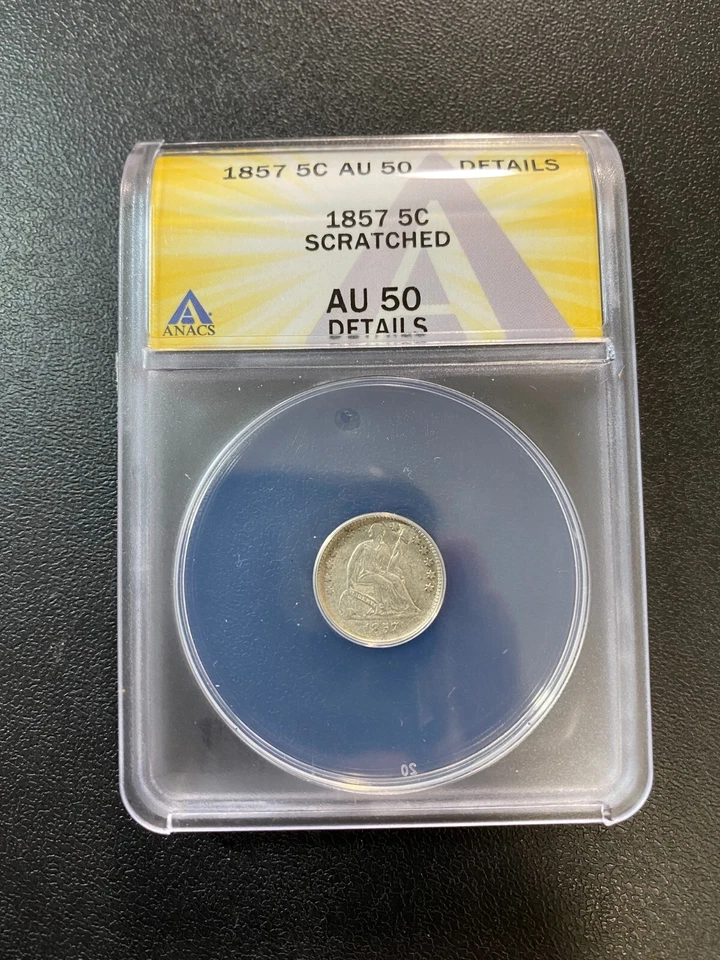 1857 5C AU 50 DETAILS
1857 5C
SCRATCHED
AU 50
DETAILS
ANACS
1857
20